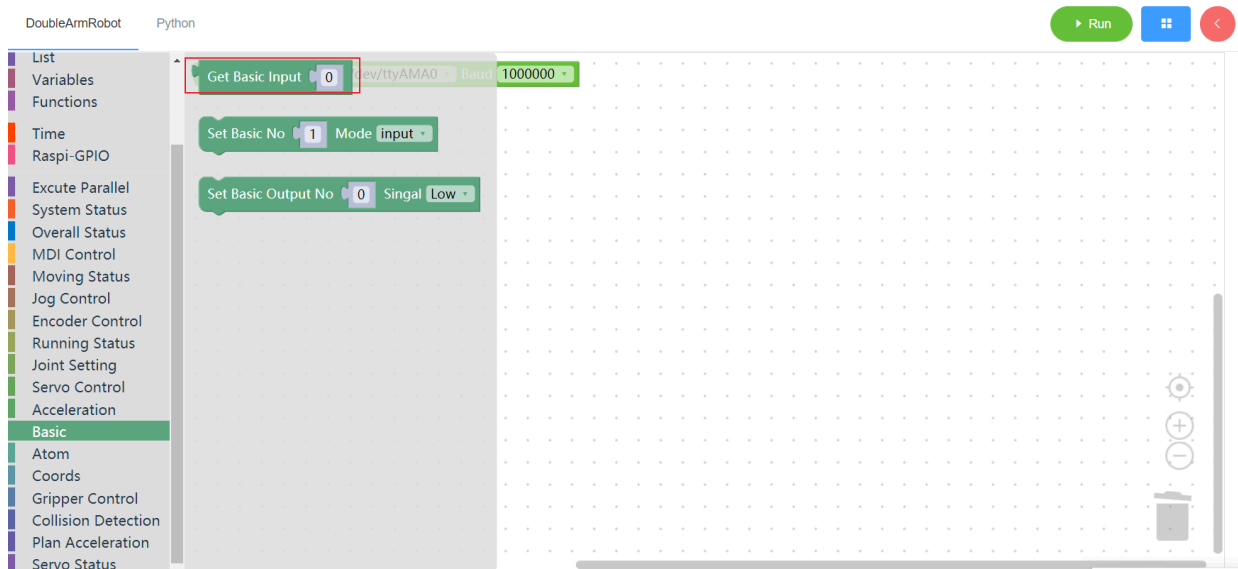 DoubleArmRobot Python Run
List
Variables
Functions
Time
Raspi-GPIO
Excute Parallel
System Status
Overall Status
MDI Control
Moving Status
Jog Control
Encoder Control
Running Status
Joint Setting
Servo Control
Acceleration
Basic
Atom
Coords
Gripper Control
Collision Detection
Plan Acceleration
Servo Status
Get Basic Input 0 dev/ttyAMA0 Baud 1000000
Set Basic No 1 Mode input
Set Basic Output No 0 Singal Low